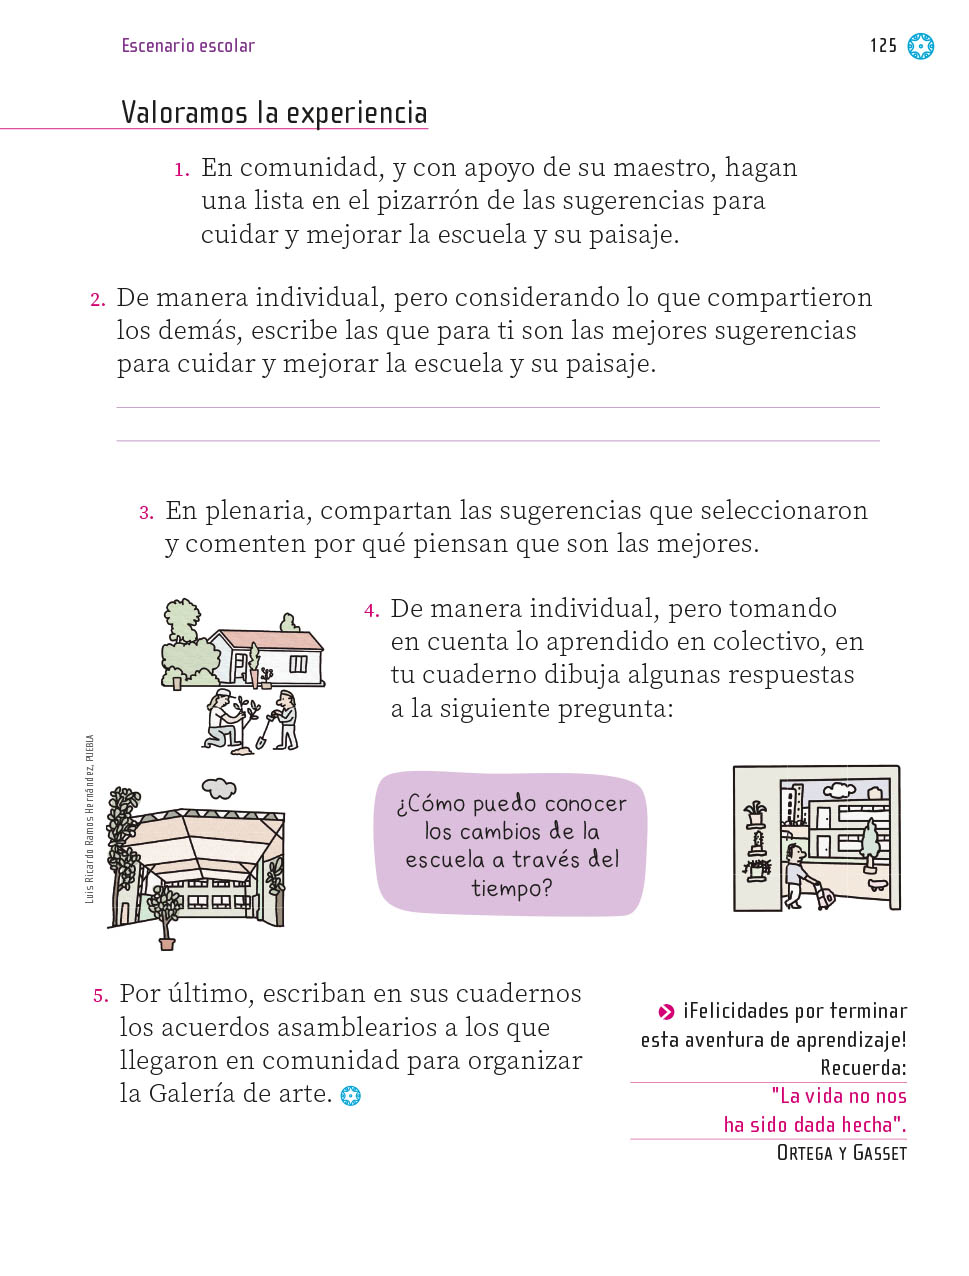 Escenario escolar
125
Valoramos la experiencia
1. En comunidad, y con apoyo de su maestro, hagan
una lista en el pizarrón de las sugerencias para
cuidar y mejorar la escuela y su paisaje.
2. De manera individual, pero considerando lo que compartieron
los demás, escribe las que para ti son las mejores sugerencias
para cuidar y mejorar la escuela y su paisaje.
3. En plenaria, compartan las sugerencias que seleccionaron
y comenten por qué piensan que son las mejores.
4. De manera individual, pero tomando
en cuenta lo aprendido en colectivo, en
tu cuaderno dibuja algunas respuestas
a la siguiente pregunta:
Luis Ricardo Ramos Hernández, PUEBLA
¿Cómo puedo conocer
los cambios de la
escuela a través del
tiempo?
5. Por último, escriban en sus cuadernos
los acuerdos asamblearios a los que
llegaron en comunidad para organizar
la Galería de arte.
¡Felicidades por terminar
esta aventura de aprendizaje!
Recuerda:
"La vida no nos
ha sido dada hecha".
ORTEGA Y GASSET